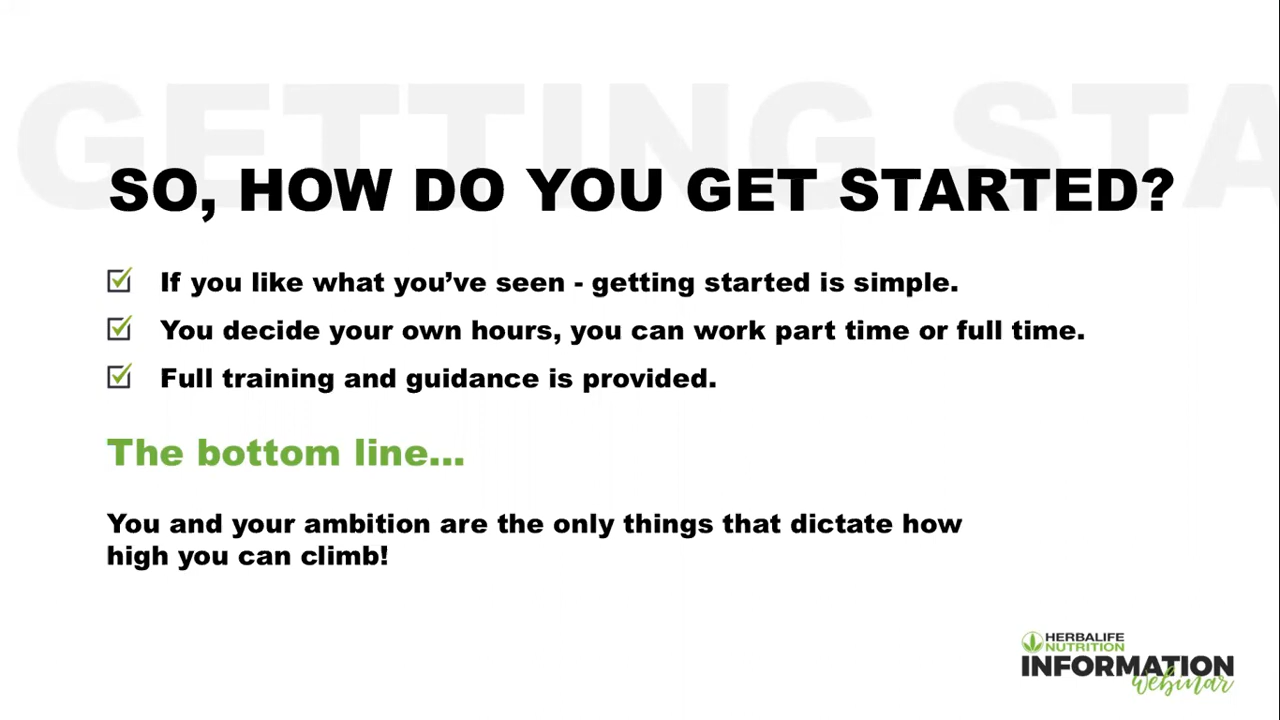 GETTING STA
SO, HOW DO YOU GET STARTED?
If you like what you’ve seen - getting started is simple.
You decide your own hours, you can work part time or full time.
Full training and guidance is provided.
The bottom line...
You and your ambition are the only things that dictate how
high you can climb!
HERBALIFE
NUTRITION
INFORMATION
webinar